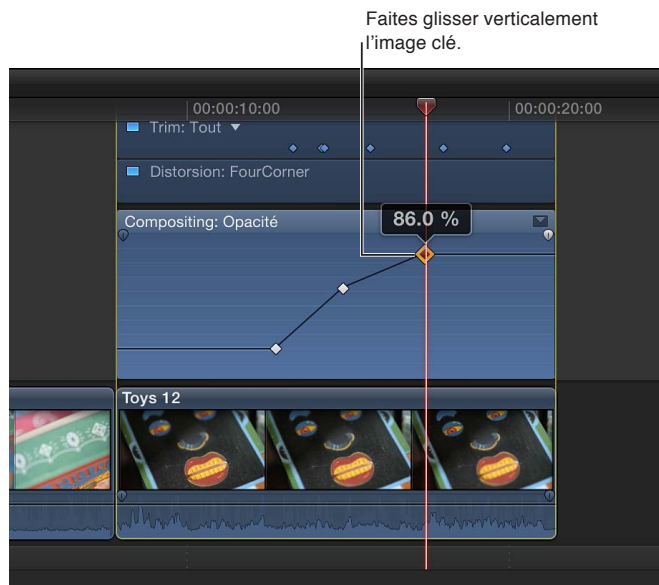 Faites glisser verticalement
l’image clé.
00:00:10:00
00:00:20:00
Trim: Tout
Distorsion: FourCorner
Compositing: Opacité
86.0 %
Toys 12